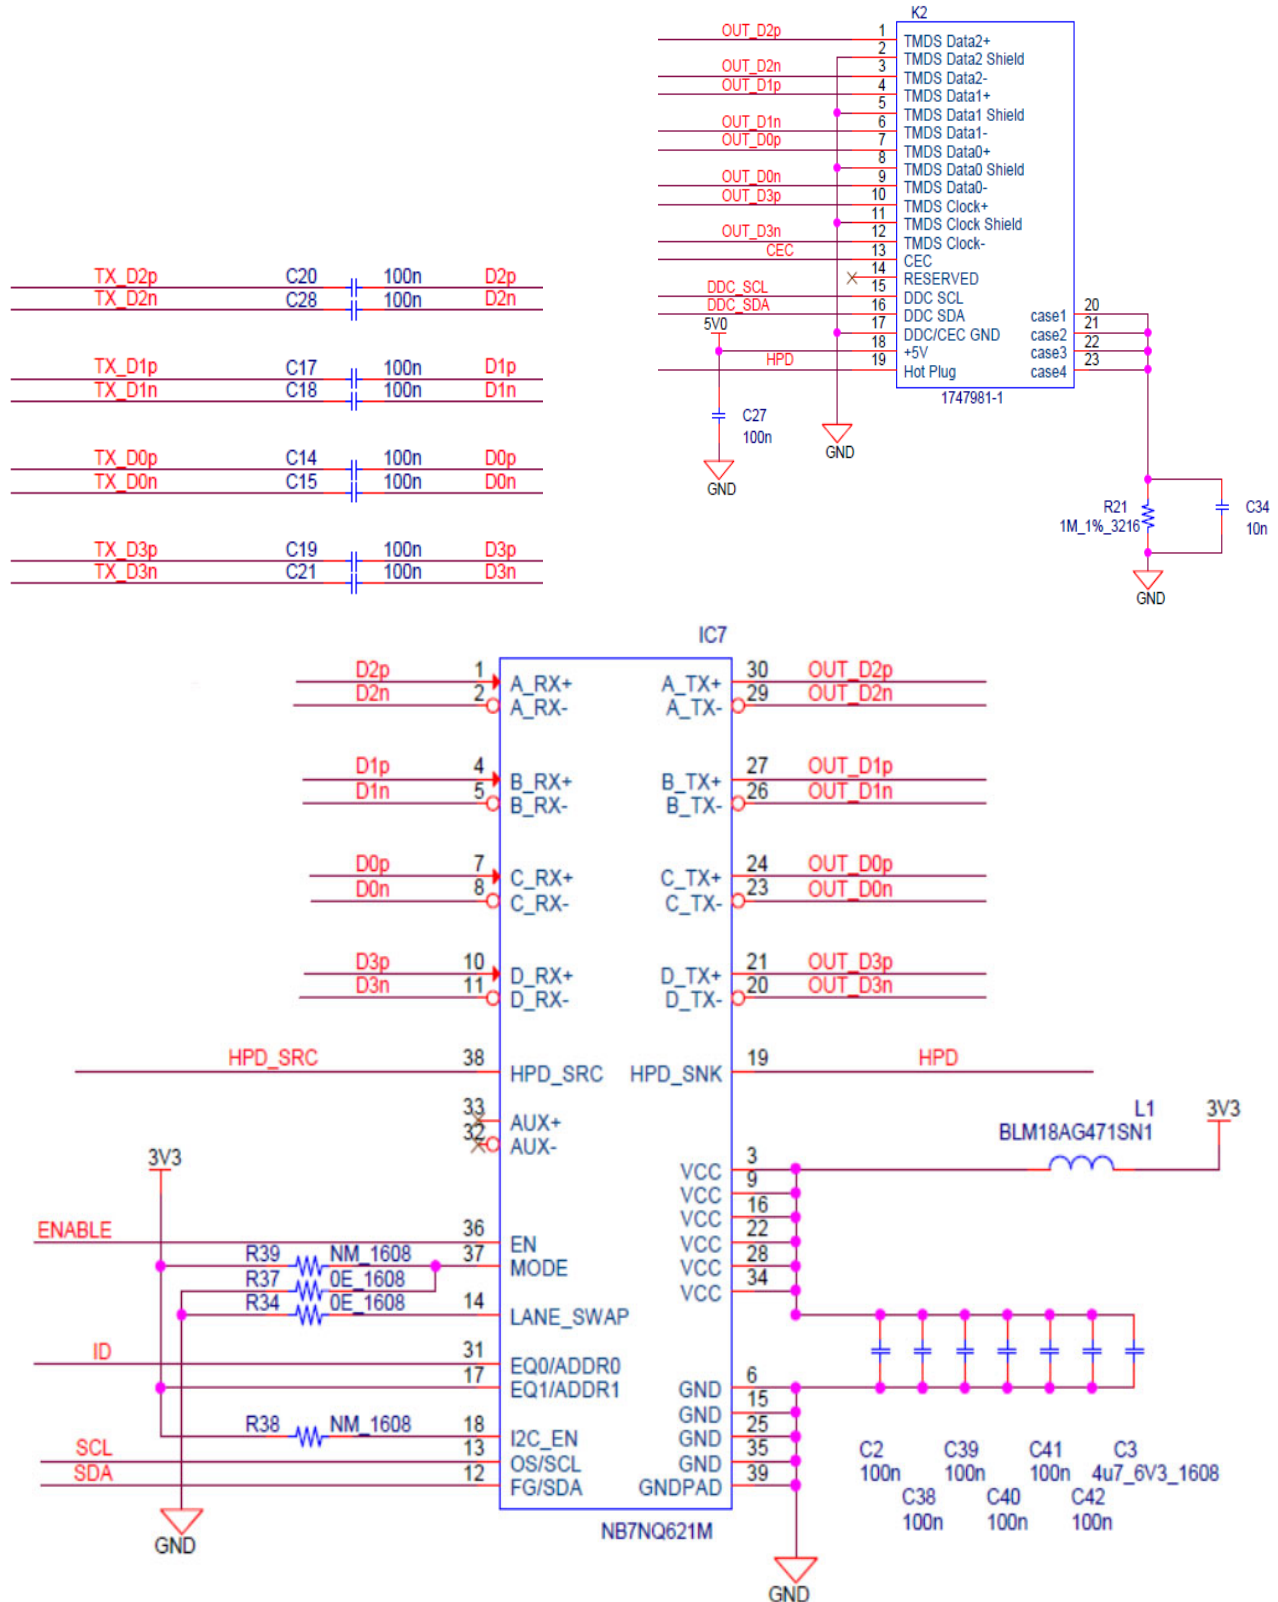 K2
OUT_D2p 1 TMDS Data2+
2 TMDS Data2 Shield
OUT_D2n 3 TMDS Data2-
OUT_D1p 4 TMDS Data1+
5 TMDS Data1 Shield
OUT_D1n 6 TMDS Data1-
OUT_D0p 7 TMDS Data0+
8 TMDS Data0 Shield
OUT_D0n 9 TMDS Data0-
OUT_D3p 10 TMDS Clock+
11 TMDS Clock Shield
OUT_D3n 12 TMDS Clock-
CEC 13 CEC
14 RESERVED
DDC_SCL 15 DDC SCL
DDC_SDA 16 DDC SDA case1 20
5V0 17 DDC/CEC GND case2 21
18 +5V case3 22
HPD 19 Hot Plug case4 23
1747981-1
C27
100n
GND
GND
R21
1M_1%_3216
C34
10n
GND
TX_D2p C20 100n D2p
TX_D2n C28 100n D2n
TX_D1p C17 100n D1p
TX_D1n C18 100n D1n
TX_D0p C14 100n D0p
TX_D0n C15 100n D0n
TX_D3p C19 100n D3p
TX_D3n C21 100n D3n
IC7
D2p 1 A_RX+ A_TX+ 30 OUT_D2p
D2n 2 A_RX- A_TX- 29 OUT_D2n
D1p 4 B_RX+ B_TX+ 27 OUT_D1p
D1n 5 B_RX- B_TX- 26 OUT_D1n
D0p 7 C_RX+ C_TX+ 24 OUT_D0p
D0n 8 C_RX- C_TX- 23 OUT_D0n
D3p 10 D_RX+ D_TX+ 21 OUT_D3p
D3n 11 D_RX- D_TX- 20 OUT_D3n
HPD_SRC 38 HPD_SRC HPD_SNK 19 HPD
33 AUX+
32 AUX-
L1
BLM18AG471SN1
3V3
3V3
VCC 3
VCC 9
VCC 16
VCC 22
VCC 28
VCC 34
ENABLE 36 EN
R39 NM_1608 37 MODE
R37 0E_1608
R34 0E_1608 14 LANE_SWAP
ID 31 EQ0/ADDR0
17 EQ1/ADDR1
R38 NM_1608 18 I2C_EN
SCL 13 OS/SCL
SDA 12 FG/SDA
GND 6
GND 15
GND 25
GND 35
GNDPAD 39
C2 C39 C41 C3
100n 100n 100n 4u7_6V3_1608
C38 C40 C42
100n 100n 100n
NB7NQ621M
GND
GND